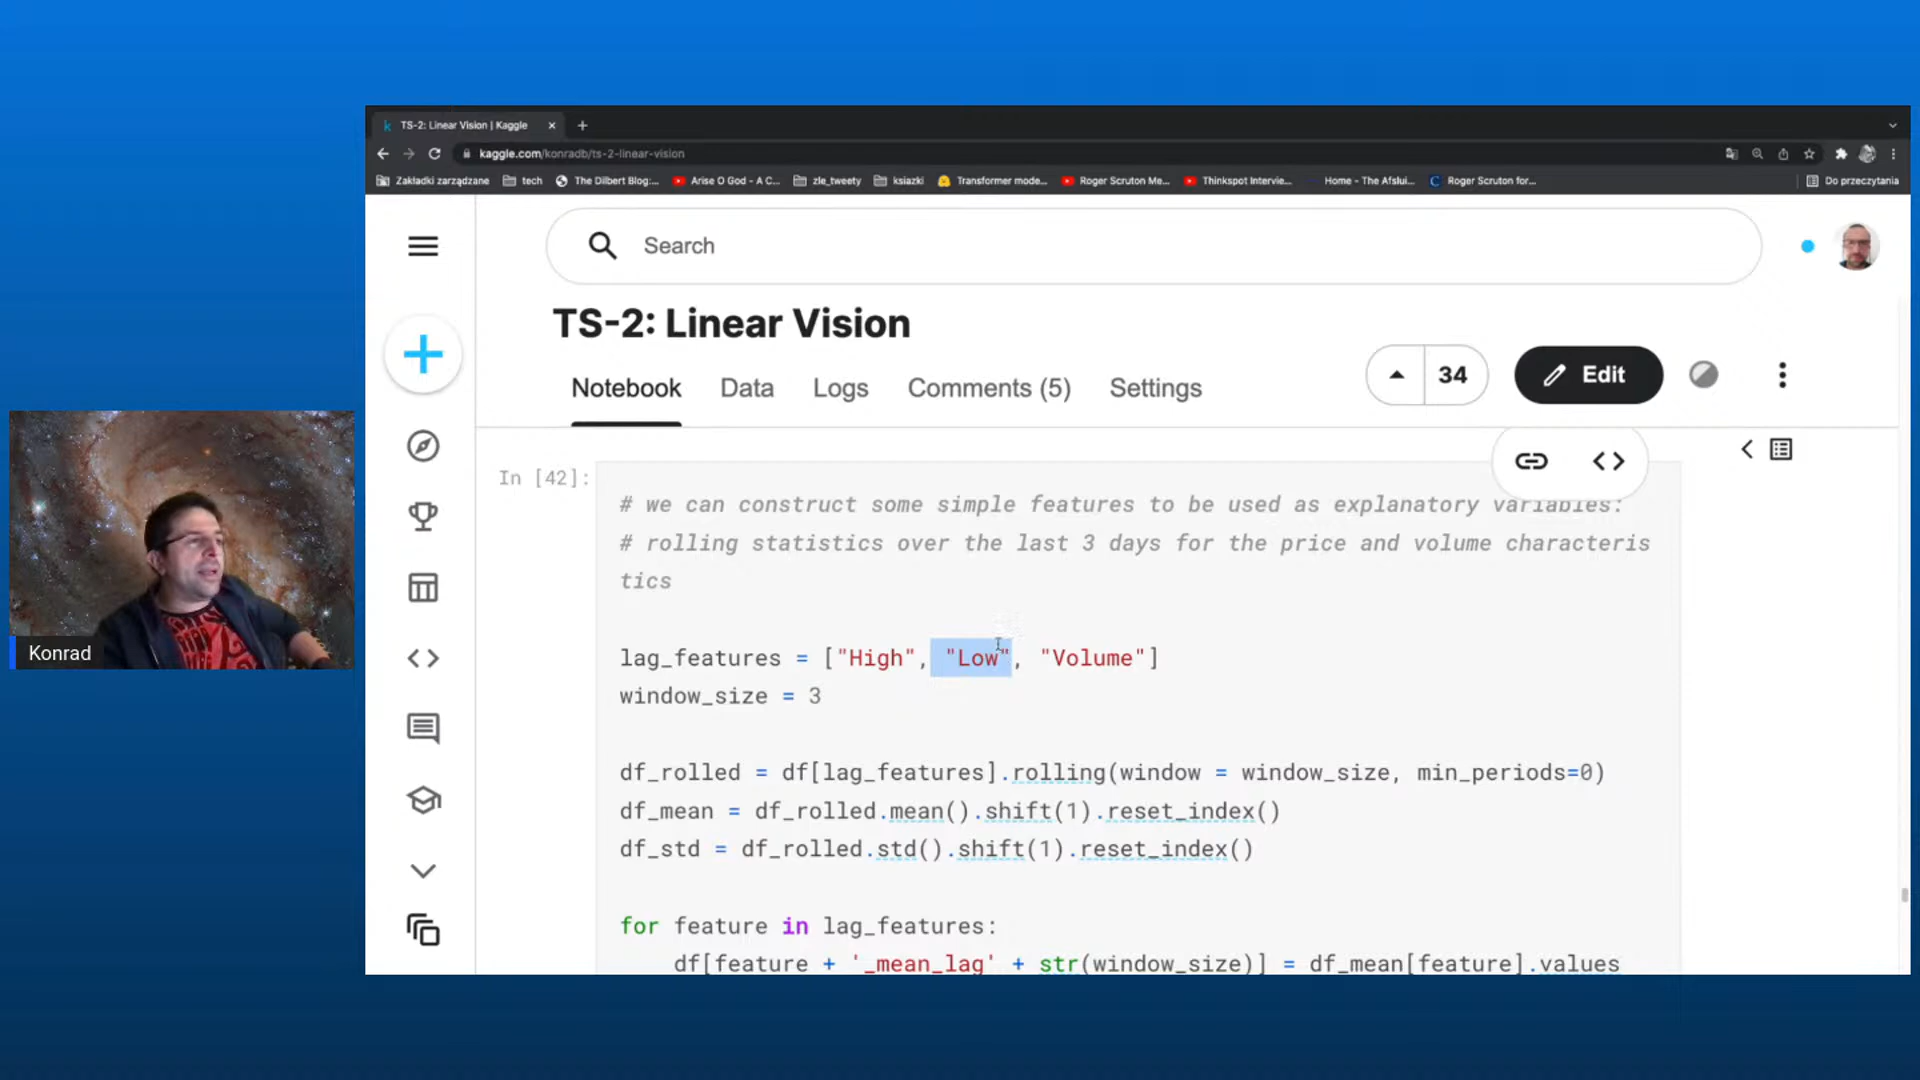 TS-2: Linear Vision | Kaggle
kaggle.com/konradb/ts-2-linear-vision
Zakładki zarządzane tech The Dilbert Blog:... Arise O God - A C... zle_tweety ksiazki Transformer mode... Roger Scruton Me... Thinkspot Intervie... Home - The Afslui... Roger Scruton for... Do przeczytania
Search
TS-2: Linear Vision
Notebook Data Logs Comments (5) Settings
34 Edit
In [42]:
# we can construct some simple features to be used as explanatory variables:
# rolling statistics over the last 3 days for the price and volume characteris
tics
lag_features = ["High", "Low", "Volume"]
window_size = 3
df_rolled = df[lag_features].rolling(window = window_size, min_periods=0)
df_mean = df_rolled.mean().shift(1).reset_index()
df_std = df_rolled.std().shift(1).reset_index()
for feature in lag_features:
df[feature + '_mean_lag' + str(window_size)] = df_mean[feature].values
Konrad